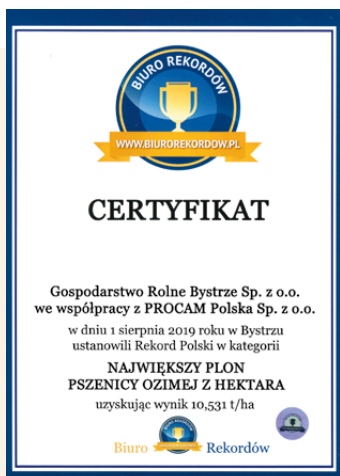 BIURO REKORDÓW
WWW.BIUROREKORDOW.PL
CERTYFIKAT
Gospodarstwo Rolne Bystrze Sp. z o.o.
we współpracy z PROCAM Polska Sp. z o.o.
w dniu 1 sierpnia 2019 roku w Bystrzu
ustanowili Rekord Polski w kategorii
NAJWIĘKSZY PLON
PSZENICY OZIMEJ Z HEKTARA
uzyskując wynik 10,531 t/ha
Biuro Rekordów